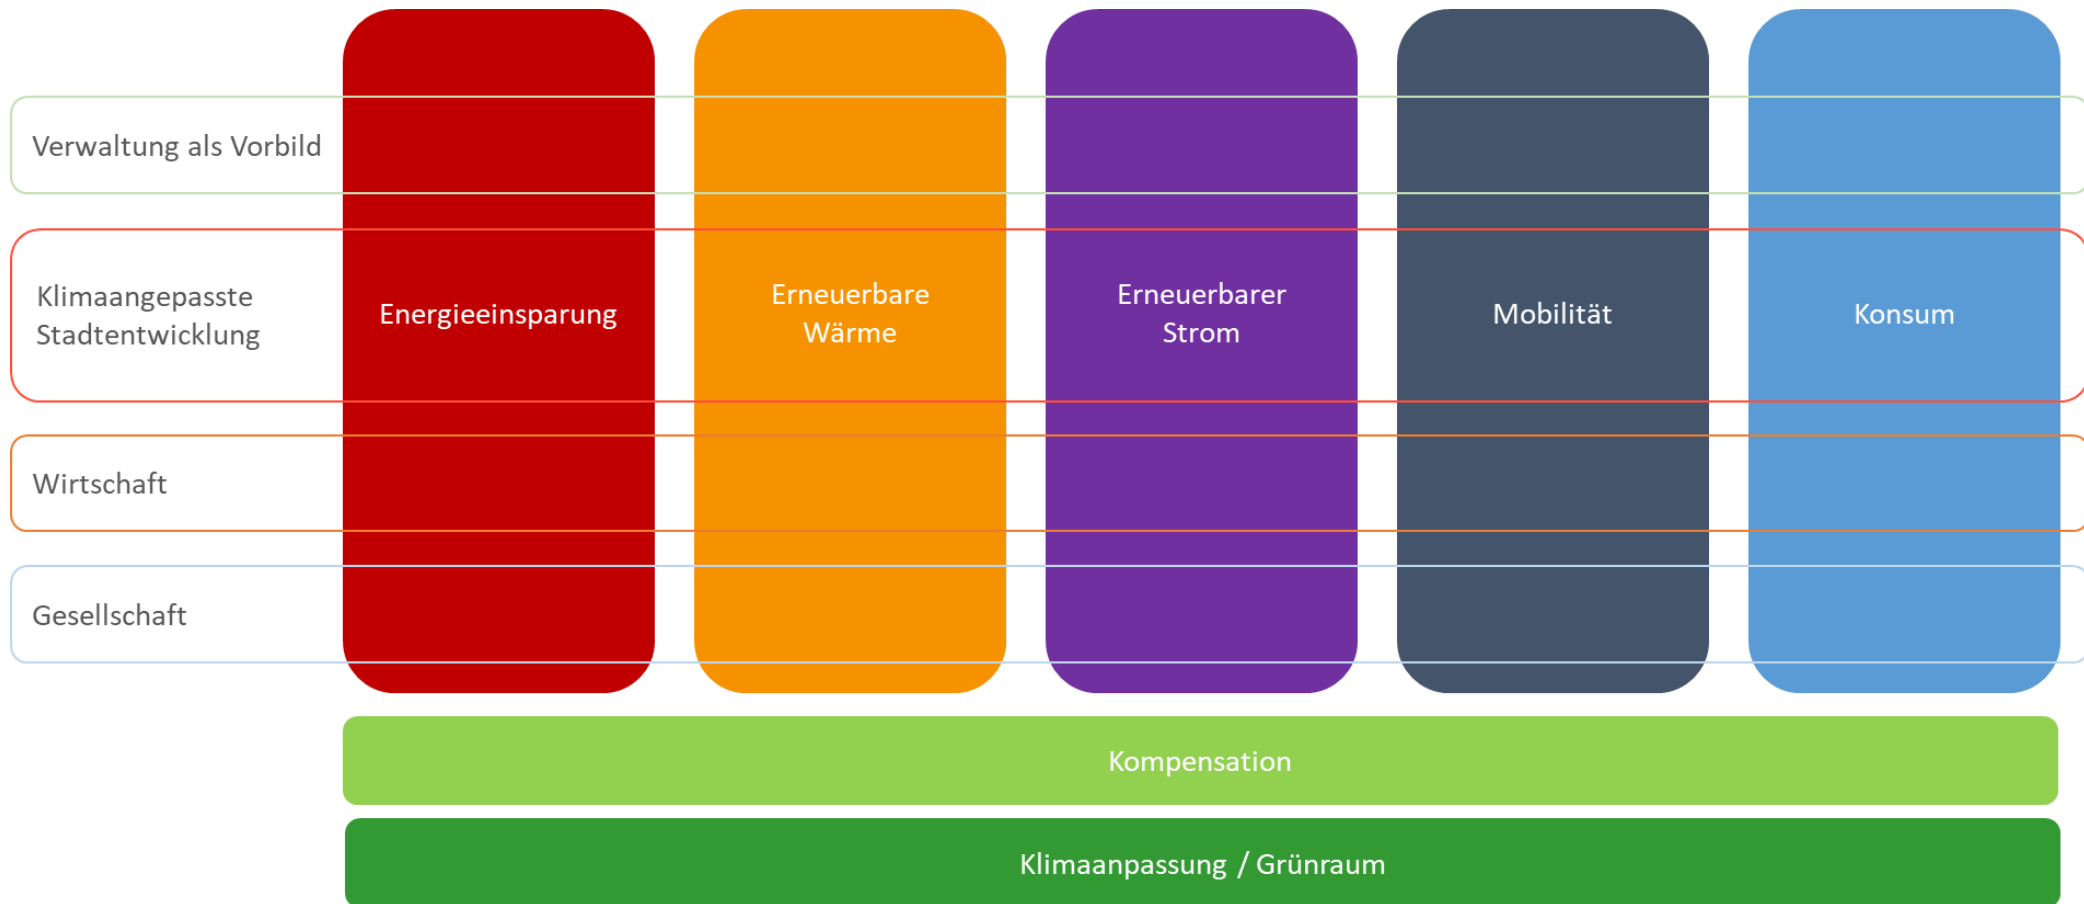 Verwaltung als Vorbild
Klimaangepasste
Stadtentwicklung
Energieeinsparung
Erneuerbare
Wärme
Erneuerbarer
Strom
Mobilität
Konsum
Wirtschaft
Gesellschaft
Kompensation
Klimaanpassung / Grünraum